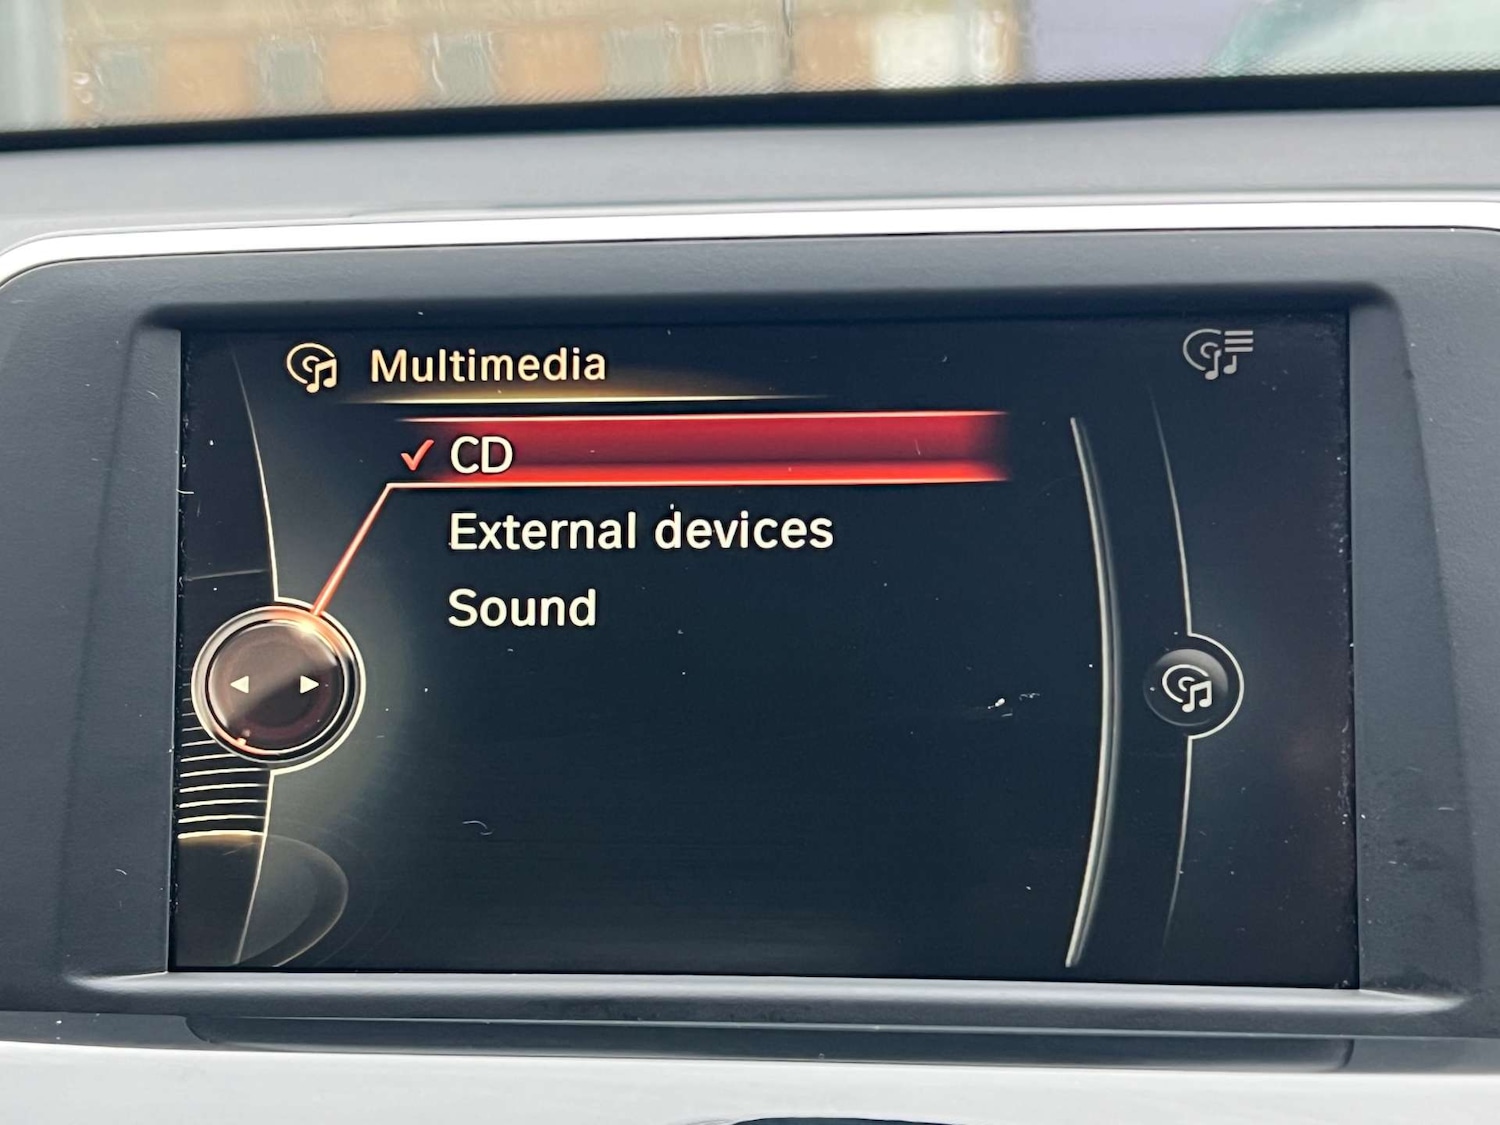 Multimedia
CD
External devices
Sound